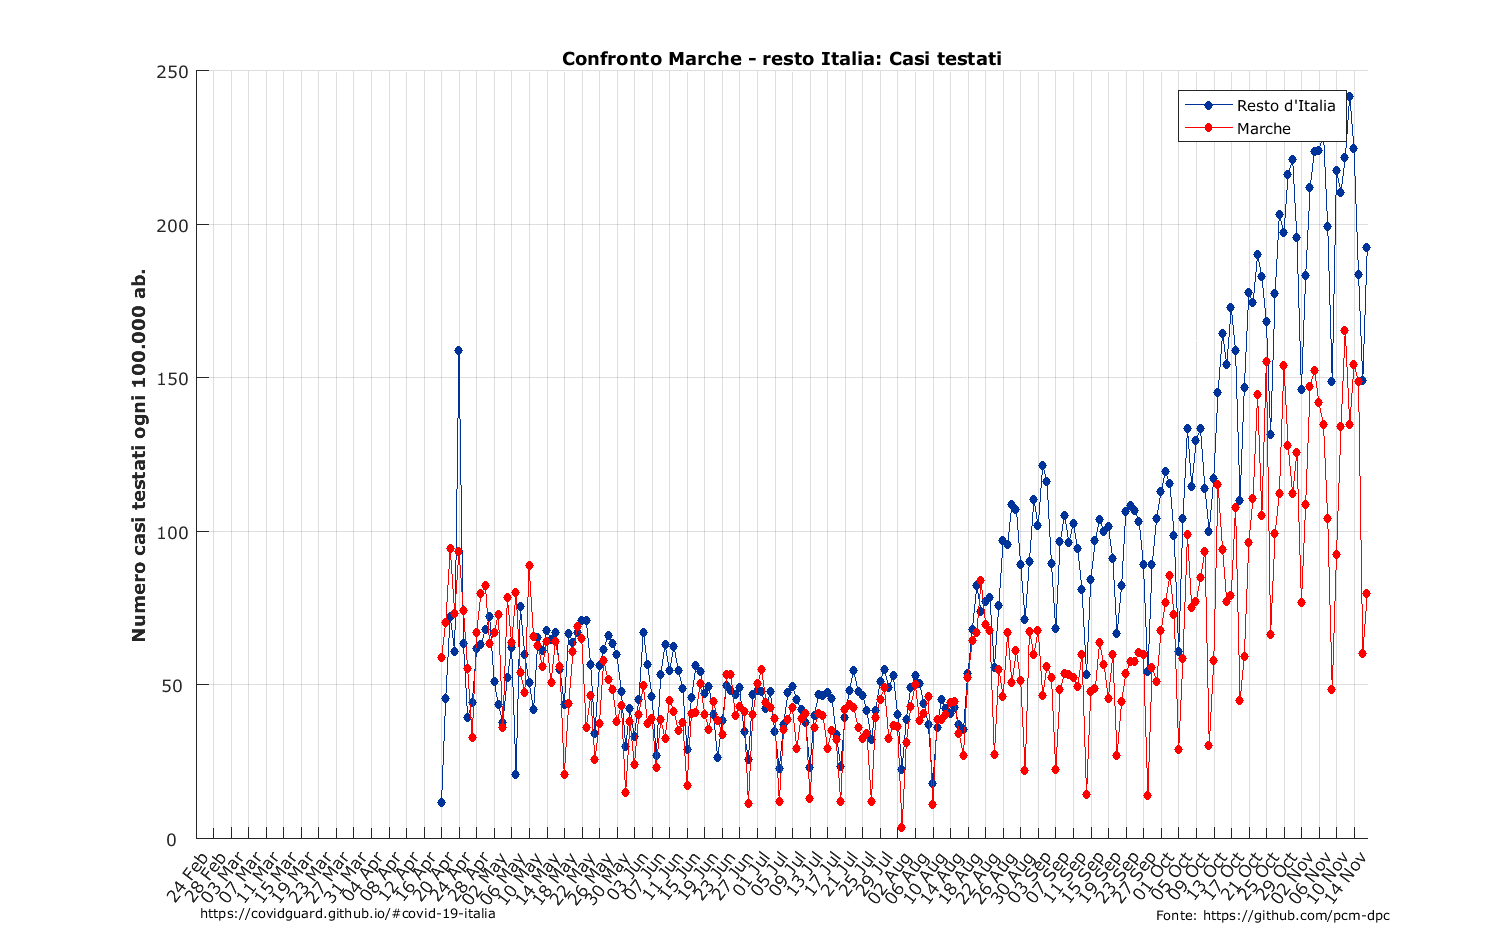 Confronto Marche - resto Italia: Casi testati
Resto d'Italia
Marche
Numero casi testati ogni 100.000 ab.
250
200
150
100
50
0
24 Feb
28 Feb
03 Mar
07 Mar
11 Mar
15 Mar
19 Mar
23 Mar
27 Mar
31 Mar
04 Apr
08 Apr
12 Apr
16 Apr
20 Apr
24 Apr
28 Apr
02 May
06 May
10 May
14 May
18 May
22 May
26 May
30 May
03 Jun
07 Jun
11 Jun
15 Jun
19 Jun
23 Jun
27 Jun
01 Jul
05 Jul
09 Jul
13 Jul
17 Jul
21 Jul
25 Jul
29 Jul
02 Aug
06 Aug
10 Aug
14 Aug
18 Aug
22 Aug
26 Aug
30 Aug
03 Sep
07 Sep
11 Sep
15 Sep
19 Sep
23 Sep
27 Sep
01 Oct
05 Oct
09 Oct
13 Oct
17 Oct
21 Oct
25 Oct
29 Oct
02 Nov
06 Nov
10 Nov
14 Nov
https://covidguard.github.io/#covid-19-italia
Fonte: https://github.com/pcm-dpc